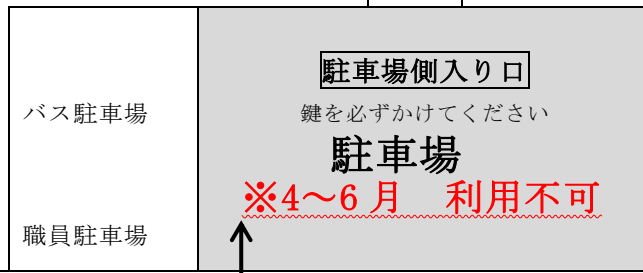 駐車場側入り口
バス駐車場
鍵を必ずかけてください
駐車場
※4～6月　利用不可
職員駐車場